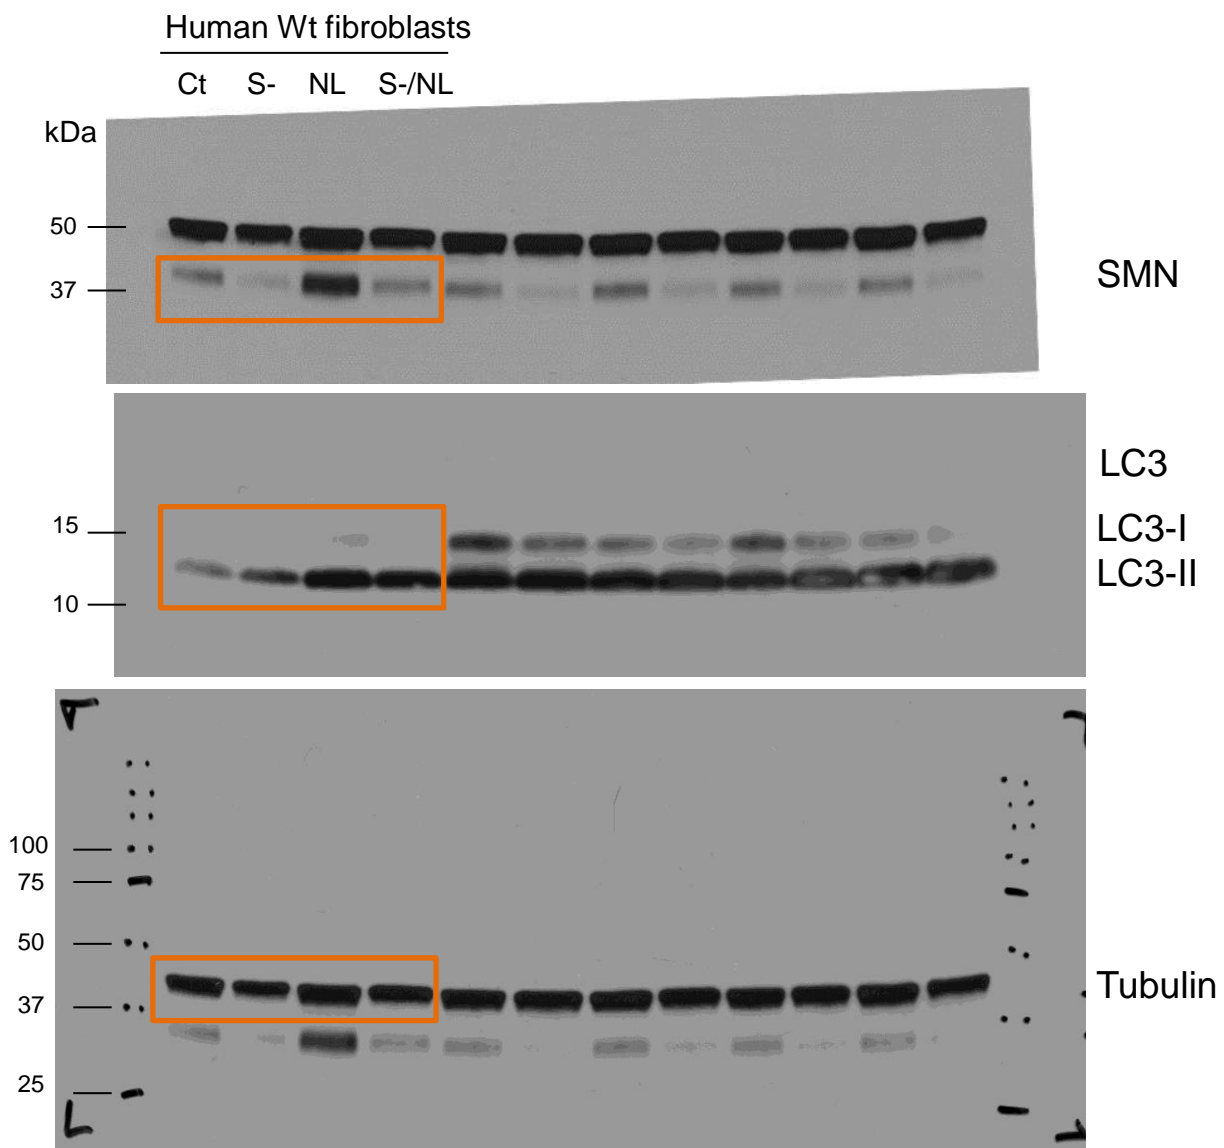 Human Wt fibroblasts
Ct S- NL S-/NL
kDa
50
37
SMN
LC3
15
LC3-I
LC3-II
10
100
75
50
37
Tubulin
25